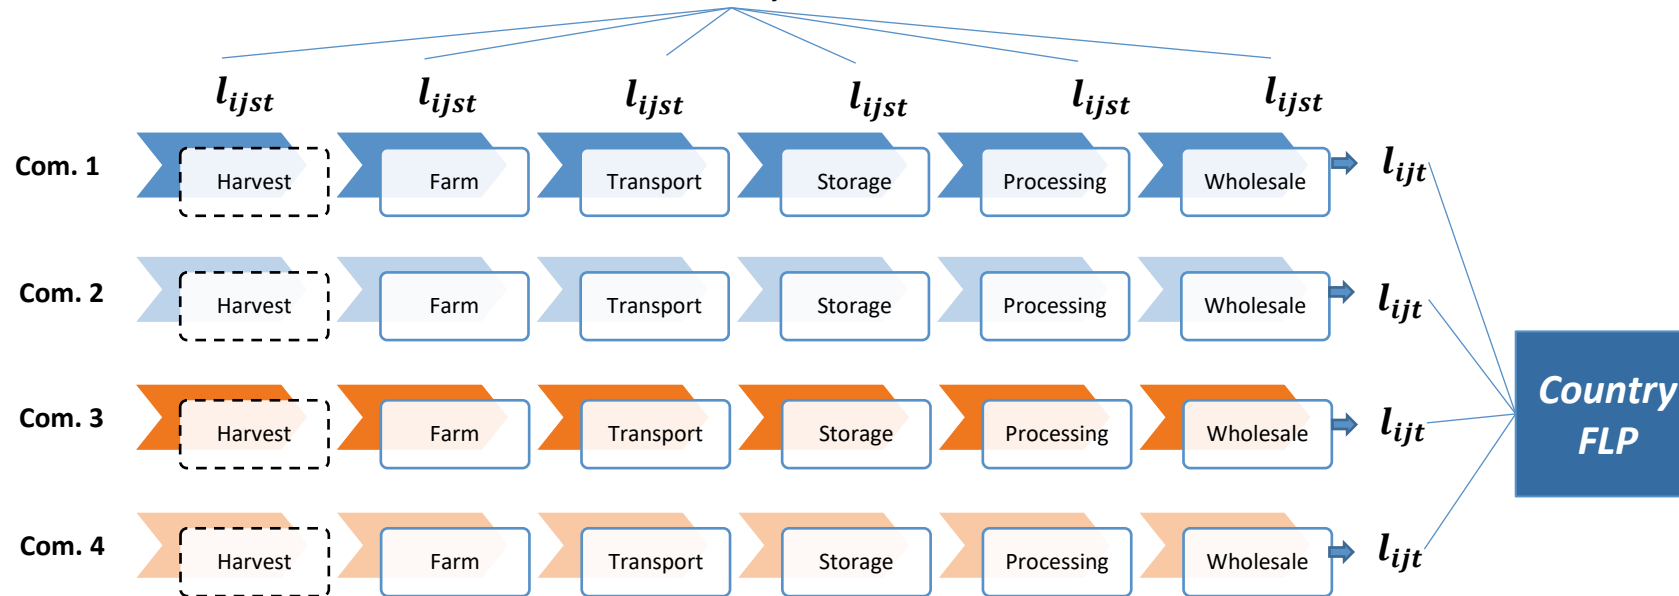 l_ijst l_ijst l_ijst l_ijst l_ijst l_ijst
Com. 1 Harvest Farm Transport Storage Processing Wholesale l_ijt
Com. 2 Harvest Farm Transport Storage Processing Wholesale l_ijt
Com. 3 Harvest Farm Transport Storage Processing Wholesale l_ijt
Com. 4 Harvest Farm Transport Storage Processing Wholesale l_ijt
Country
FLP